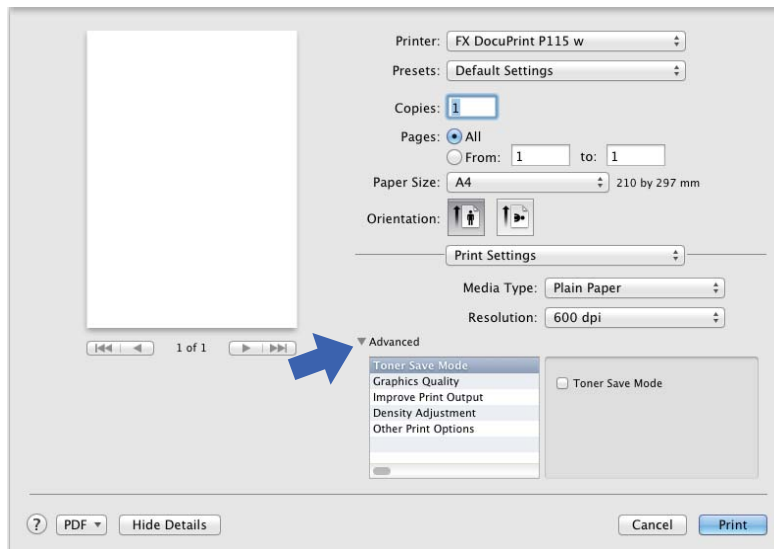 Printer: FX DocuPrint P115 w
Presets: Default Settings
Copies: 1
Pages: All
From: 1 to: 1
Paper Size: A4 210 by 297 mm
Orientation:
Print Settings
Media Type: Plain Paper
Resolution: 600 dpi
1 of 1
Advanced
Toner Save Mode
Graphics Quality
Improve Print Output
Density Adjustment
Other Print Options
Toner Save Mode
? PDF Hide Details Cancel Print